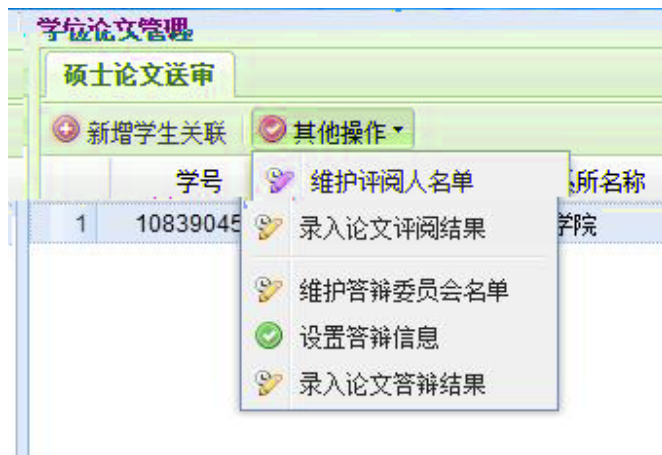 学位论文管理
硕士论文送审
新增学生关联 其他操作
学号 所名称
1 10839045 学院
维护评阅人名单
录入论文评阅结果
维护答辩委员会名单
设置答辩信息
录入论文答辩结果